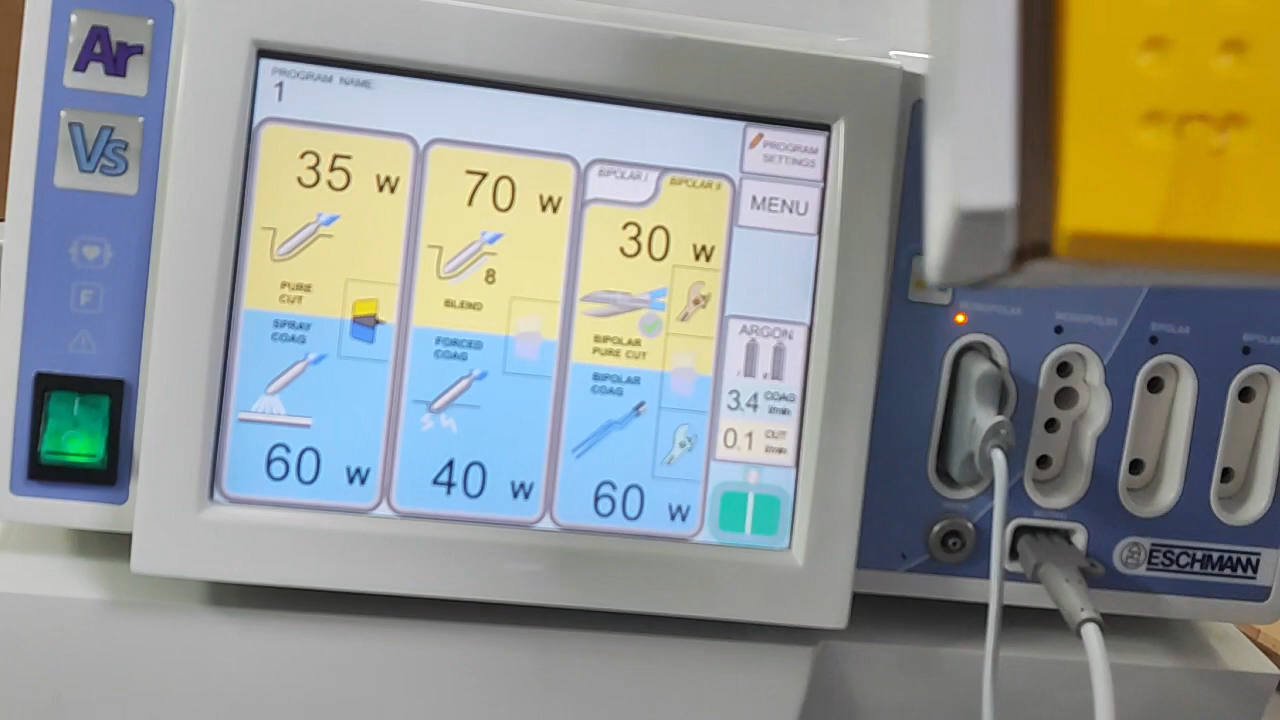 Ar
Vs
F
PROGRAM NAME
1
35 W
PURE
CUT
SPRAY
COAG
60 W
70 W
8
BLEND
FORCED
COAG
40 W
BIPOLAR I
BIPOLAR II
30 W
BIPOLAR
PURE CUT
BIPOLAR
COAG
60 W
PROGRAM
SETTINGS
MENU
ARGON
3.4 COAG
l/min
0.1 CUT
l/min
MONOPOLAR
MONOPOLAR
BIPOLAR
ESCHMANN